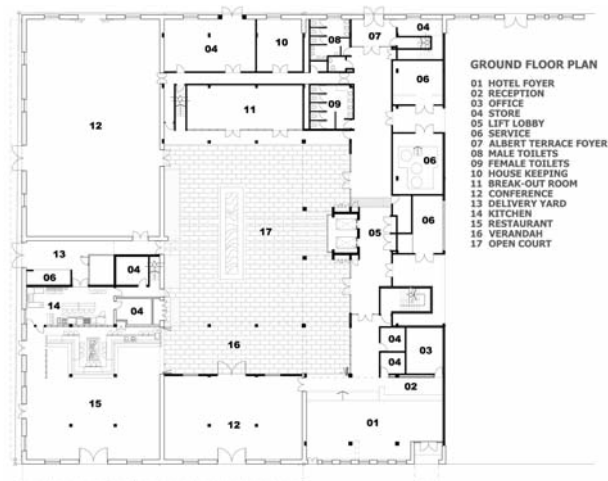 04
10
08
07
04
GROUND FLOOR PLAN
01 HOTEL FOYER
02 RECEPTION
03 OFFICE
04 STORE
05 LIFT LOBBY
06 SERVICE
07 ALBERT TERRACE FOYER
08 MALE TOILETS
09 FEMALE TOILETS
10 HOUSE KEEPING
11 BREAK-OUT ROOM
12 CONFERENCE
13 DELIVERY YARD
14 KITCHEN
15 RESTAURANT
16 VERANDAH
17 OPEN COURT
06
11
09
12
06
06
17
05
13
04
06
14
04
16
04
03
04
02
15
12
01